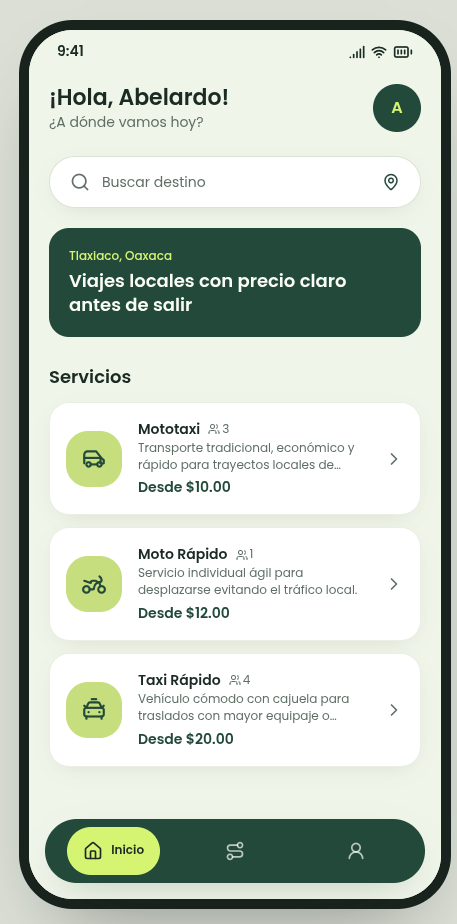 9:41
¡Hola, Abelardo!
¿A dónde vamos hoy?
A
Buscar destino
Tlaxiaco, Oaxaca
Viajes locales con precio claro
antes de salir
Servicios
Mototaxi 3
Transporte tradicional, económico y
rápido para trayectos locales de…
Desde $10.00
Moto Rápido 1
Servicio individual ágil para
desplazarse evitando el tráfico local.
Desde $12.00
Taxi Rápido 4
Vehículo cómodo con cajuela para
traslados con mayor equipaje o…
Desde $20.00
Inicio